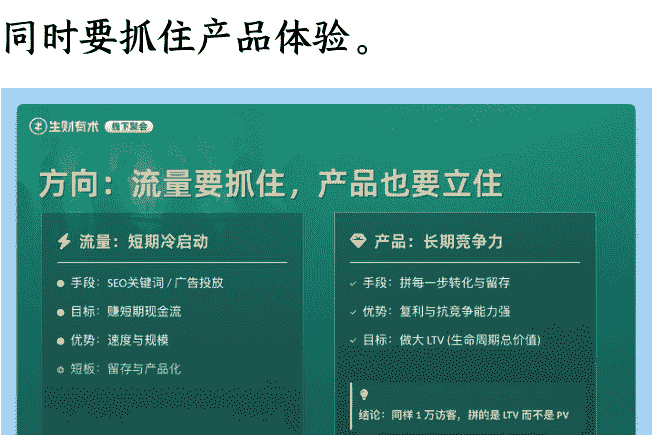 同时要抓住产品体验。
生财有术 线下聚会
方向：流量要抓住，产品也要立住
流量：短期冷启动
手段：SEO关键词 / 广告投放
目标：赚短期现金流
优势：速度与规模
短板：留存与产品化
产品：长期竞争力
手段：拼每一步转化与留存
优势：复利与抗竞争能力强
目标：做大 LTV (生命周期总价值)
结论：同样 1 万访客，拼的是 LTV 而不是 PV